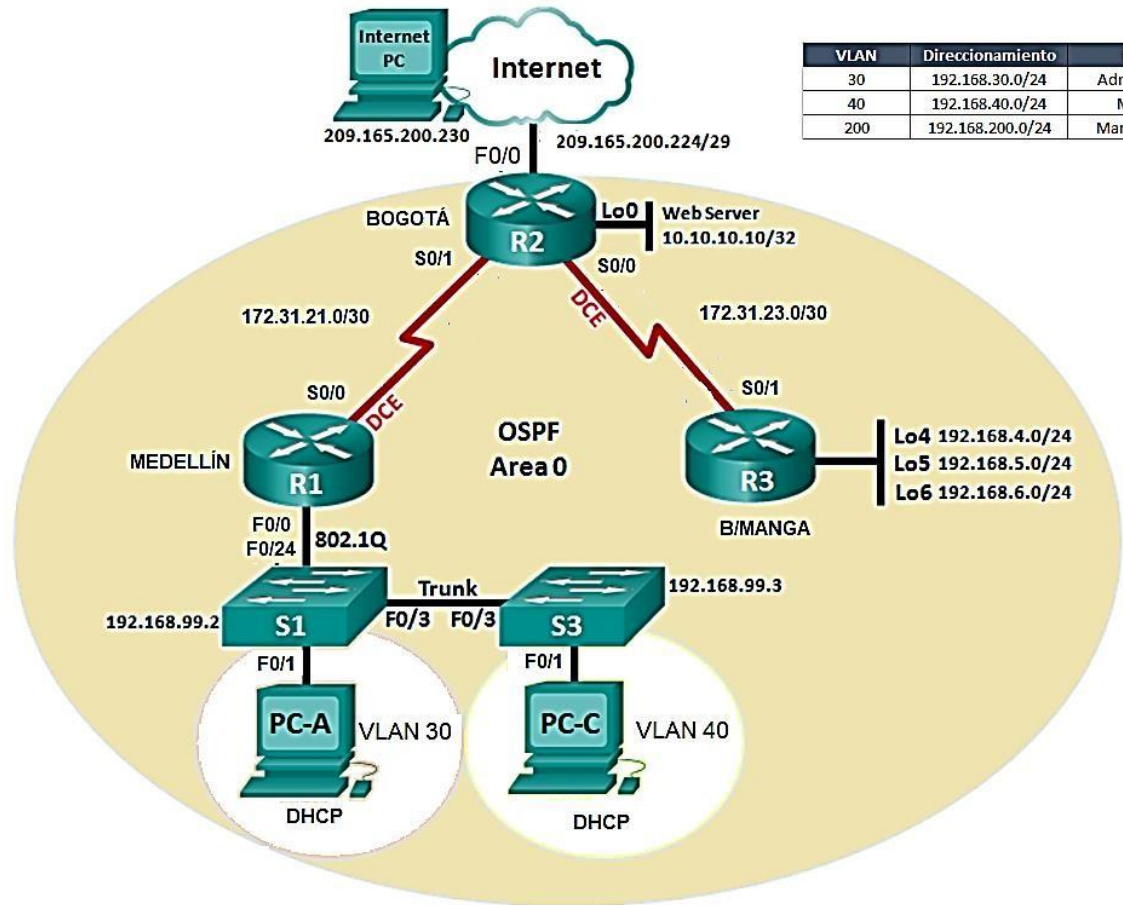 Internet
PC
Internet
209.165.200.230
209.165.200.224/29
F0/0
VLAN Direccionamiento
30 192.168.30.0/24
40 192.168.40.0/24
200 192.168.200.0/24
BOGOTÁ
R2
Lo0
Web Server
10.10.10.10/32
S0/1
S0/0
DCE
172.31.21.0/30
172.31.23.0/30
S0/0
DCE
S0/1
MEDELLÍN
R1
OSPF
Area 0
R3
B/MANGA
Lo4 192.168.4.0/24
Lo5 192.168.5.0/24
Lo6 192.168.6.0/24
F0/0
F0/24
802.1Q
Trunk
192.168.99.2
S1
F0/3
F0/3
S3
192.168.99.3
F0/1
F0/1
PC-A
VLAN 30
DHCP
PC-C
VLAN 40
DHCP